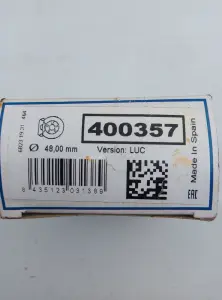 400357
Ø 48,00 mm
Version: LUC
Made in Spain
EAC